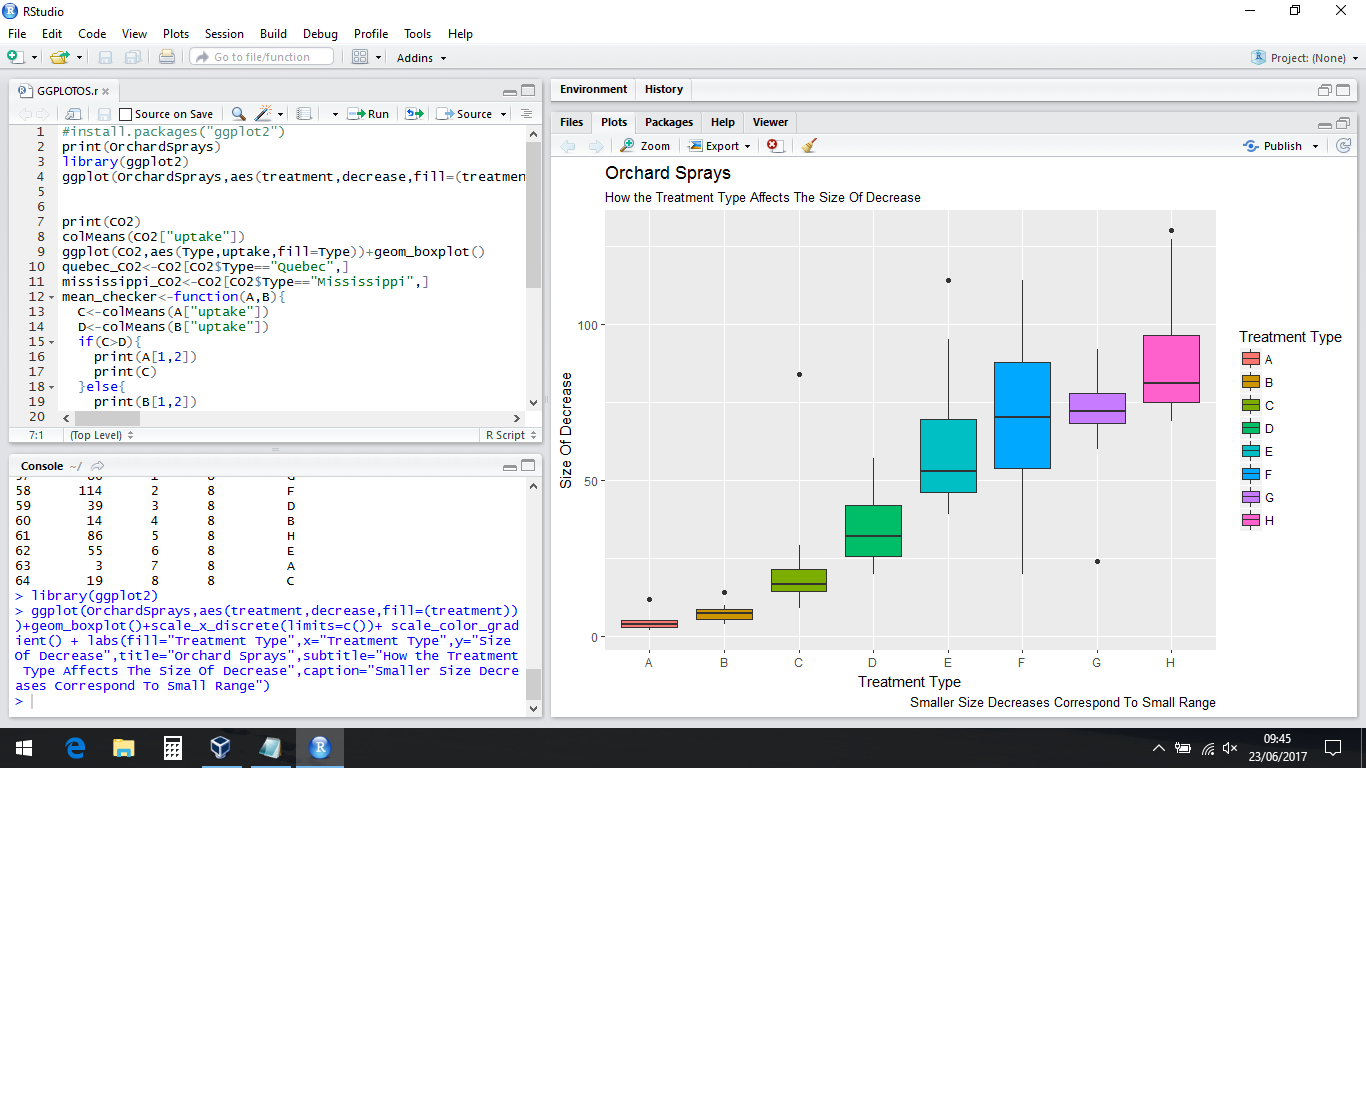 RStudio
File Edit Code View Plots Session Build Debug Profile Tools Help
Go to file/function Addins Project: (None)
GGPLOTOS.r
Source on Save Run Source
1 #install.packages("ggplot2")
2 print(OrchardSprays)
3 library(ggplot2)
4 ggplot(OrchardSprays,aes(treatment,decrease,fill=(treatmen
5
6
7 print(CO2)
8 colMeans(CO2["uptake"])
9 ggplot(CO2,aes(Type,uptake,fill=Type))+geom_boxplot()
10 quebec_CO2<-CO2[CO2$Type=="Quebec",]
11 mississippi_CO2<-CO2[CO2$Type=="Mississippi",]
12 mean_checker<-function(A,B){
13 C<-colMeans(A["uptake"])
14 D<-colMeans(B["uptake"])
15 if(C>D){
16 print(A[1,2])
17 print(C)
18 }else{
19 print(B[1,2])
20
7:1 (Top Level) R Script
Console ~/
58 114 2 8 F
59 39 3 8 D
60 14 4 8 B
61 86 5 8 H
62 55 6 8 E
63 3 7 8 A
64 19 8 8 C
> library(ggplot2)
> ggplot(OrchardSprays,aes(treatment,decrease,fill=(treatment))
)+geom_boxplot()+scale_x_discrete(limits=c())+ scale_color_grad
ient() + labs(fill="Treatment Type",x="Treatment Type",y="Size
Of Decrease",title="Orchard Sprays",subtitle="How the Treatment
Type Affects The Size Of Decrease",caption="Smaller Size Decre
ases Correspond To Small Range")
>
Environment History
Files Plots Packages Help Viewer
Zoom Export Publish
Orchard Sprays
How the Treatment Type Affects The Size Of Decrease
Size Of Decrease
100
50
0
A B C D E F G H
Treatment Type
Smaller Size Decreases Correspond To Small Range
Treatment Type
A
B
C
D
E
F
G
H
09:45
23/06/2017